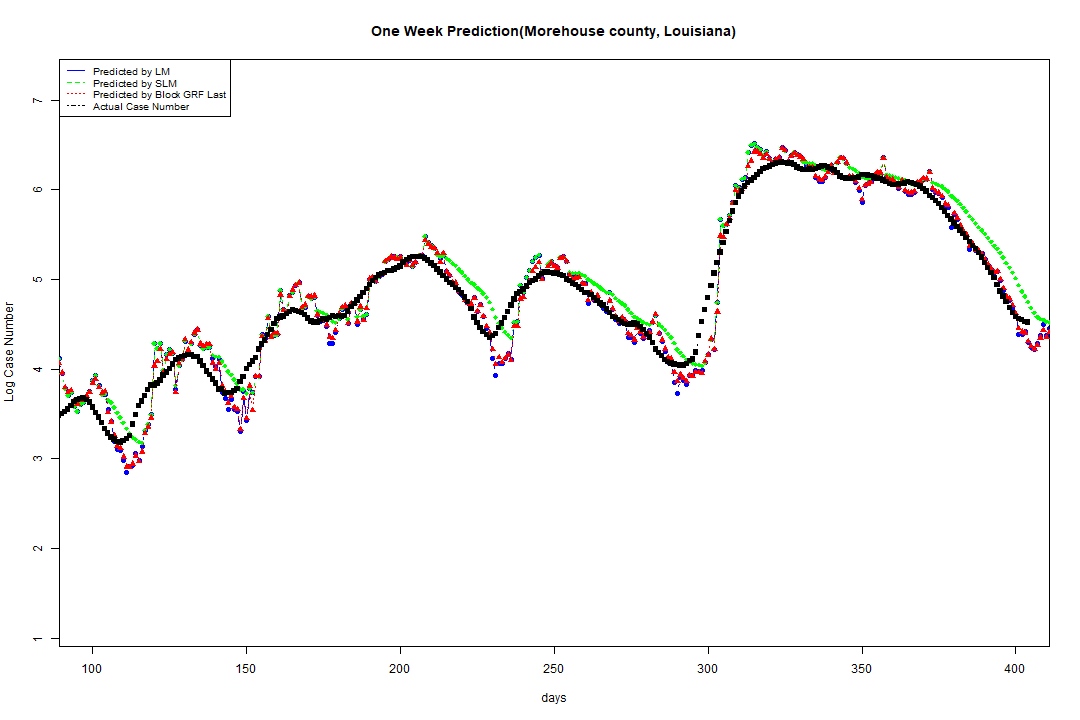 One Week Prediction(Morehouse county, Louisiana)
Predicted by LM
Predicted by SLM
Predicted by Block GRF Last
Actual Case Number
7
6
5
4
3
2
1
Log Case Number
100 150 200 250 300 350 400
days